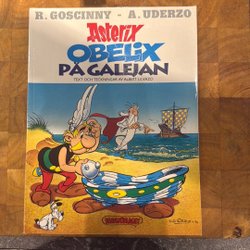 R. GOSCINNY - A. UDERZO
Asterix
OBELIX
PÅ GALEJAN
TEXT OCH TECKNINGAR AV ALBERT UDERZO